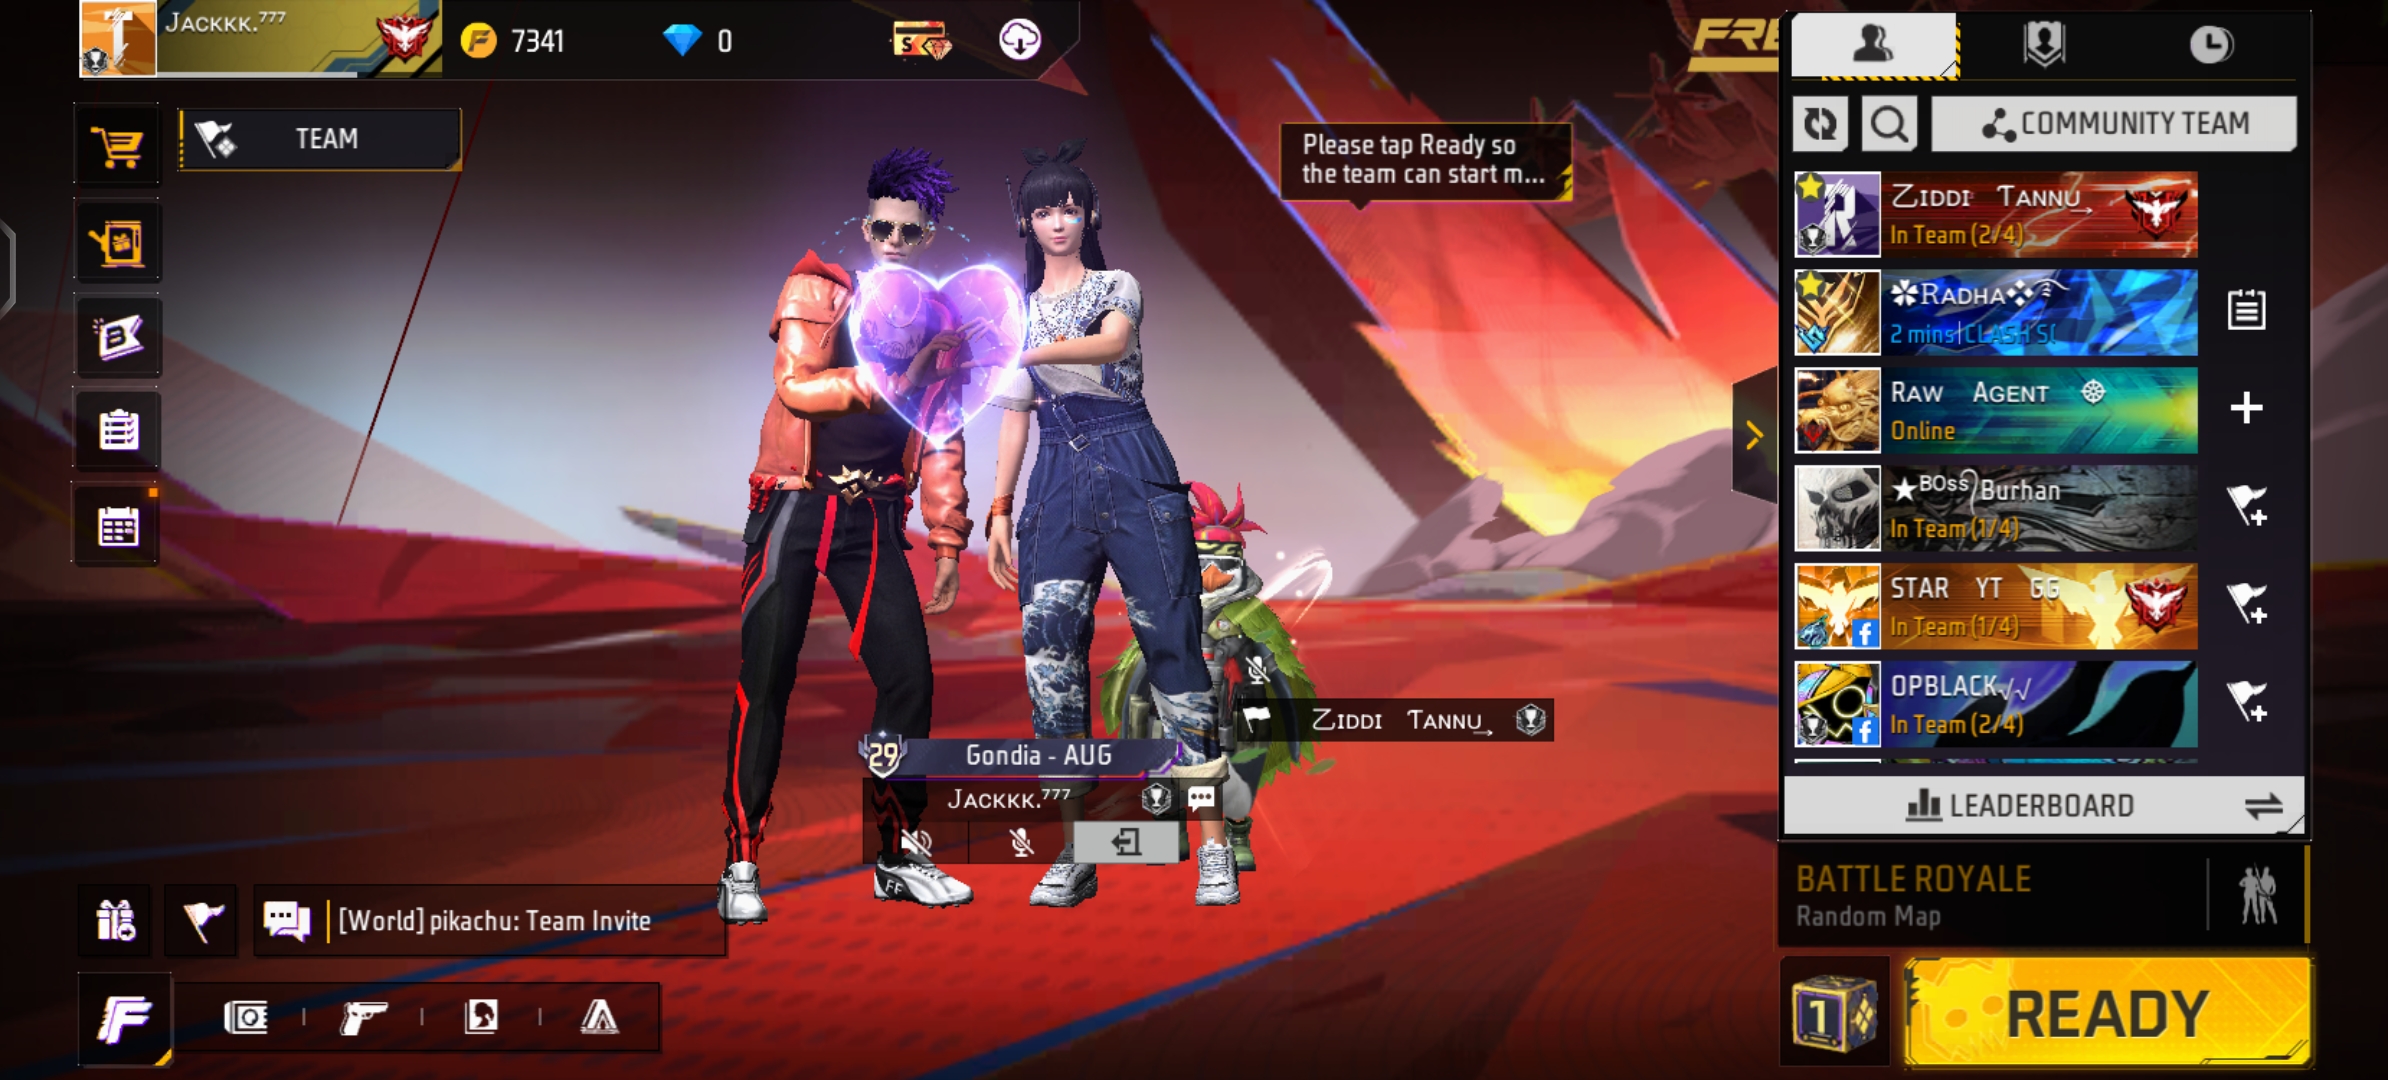 Jackkk.⁷⁷⁷
7341
0
TEAM
Please tap Ready so
the team can start m...
COMMUNITY TEAM
Ziddi Tannu
In Team (2/4)
Radha
2 mins|CLASH S
Raw Agent
Online
★ᴮᴼˢˢ Burhan
In Team (1/4)
STAR YT GG
In Team (1/4)
OPBLACK√√
In Team (2/4)
LEADERBOARD
Ziddi Tannu
29
Gondia - AUG
Jackkk.⁷⁷⁷
[World] pikachu: Team Invite
BATTLE ROYALE
Random Map
1
READY